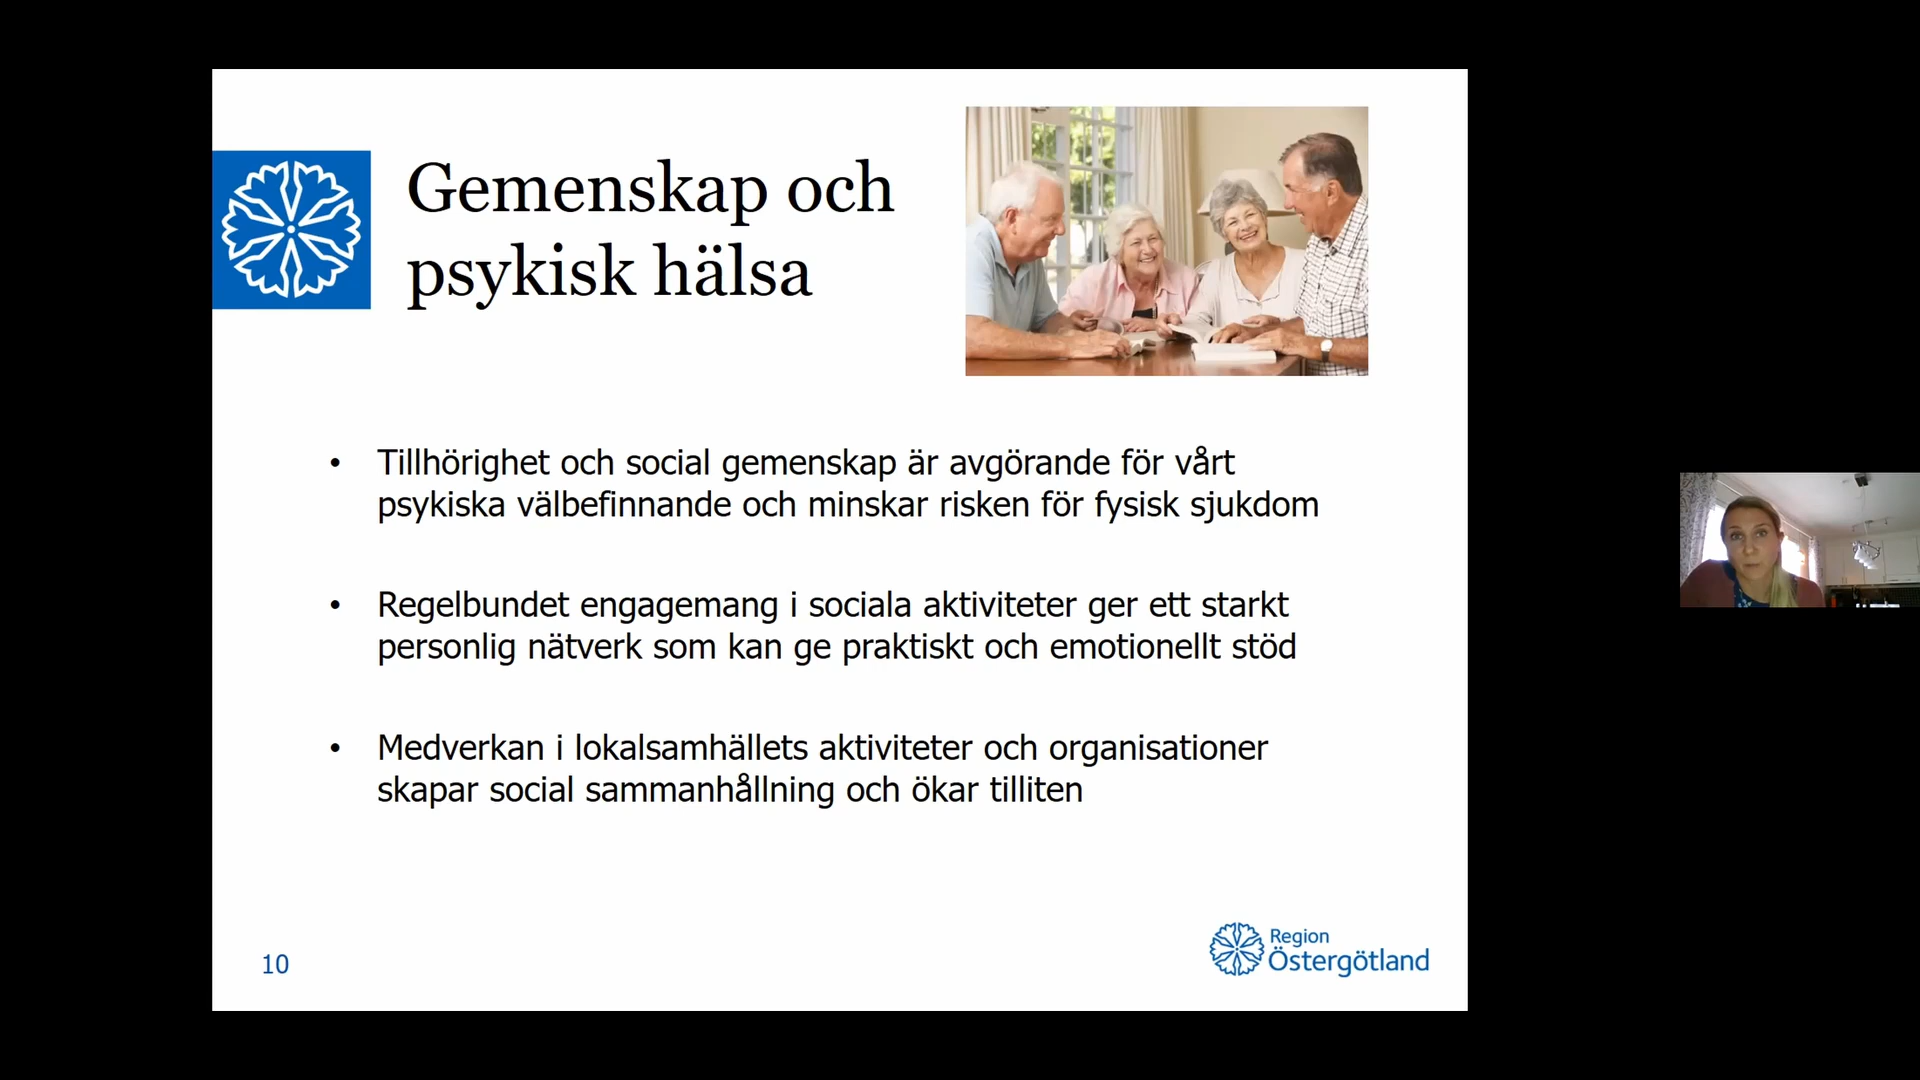 Gemenskap och
psykisk hälsa
• Tillhörighet och social gemenskap är avgörande för vårt
psykiska välbefinnande och minskar risken för fysisk sjukdom
• Regelbundet engagemang i sociala aktiviteter ger ett starkt
personlig nätverk som kan ge praktiskt och emotionellt stöd
• Medverkan i lokalsamhällets aktiviteter och organisationer
skapar social sammanhållning och ökar tilliten
10
Region
Östergötland